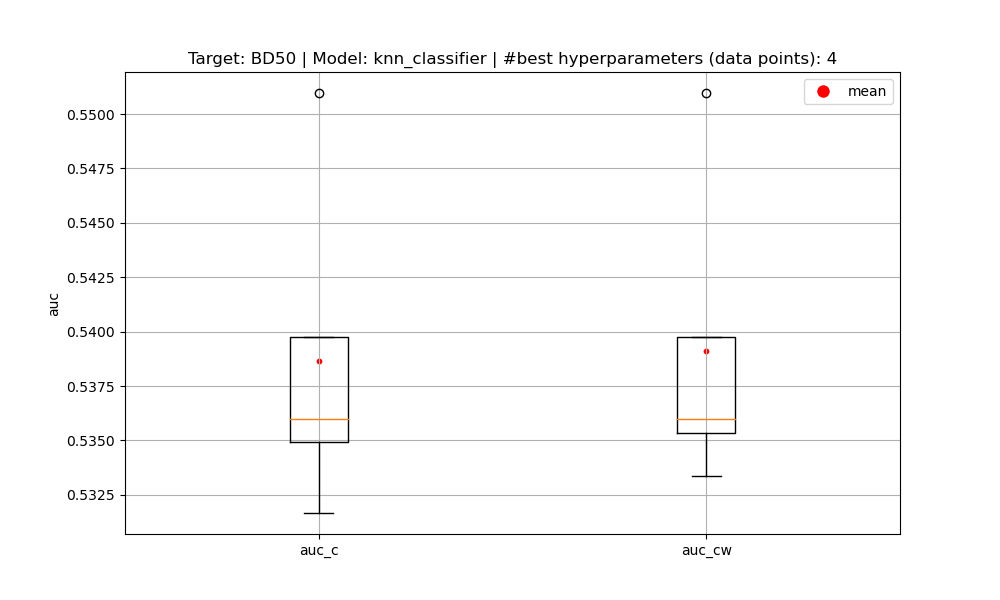 Target: BD50 | Model: knn_classifier | #best hyperparameters (data points): 4
mean
0.5500
0.5475
0.5450
0.5425
0.5400
0.5375
0.5350
0.5325
auc
auc_c
auc_cw